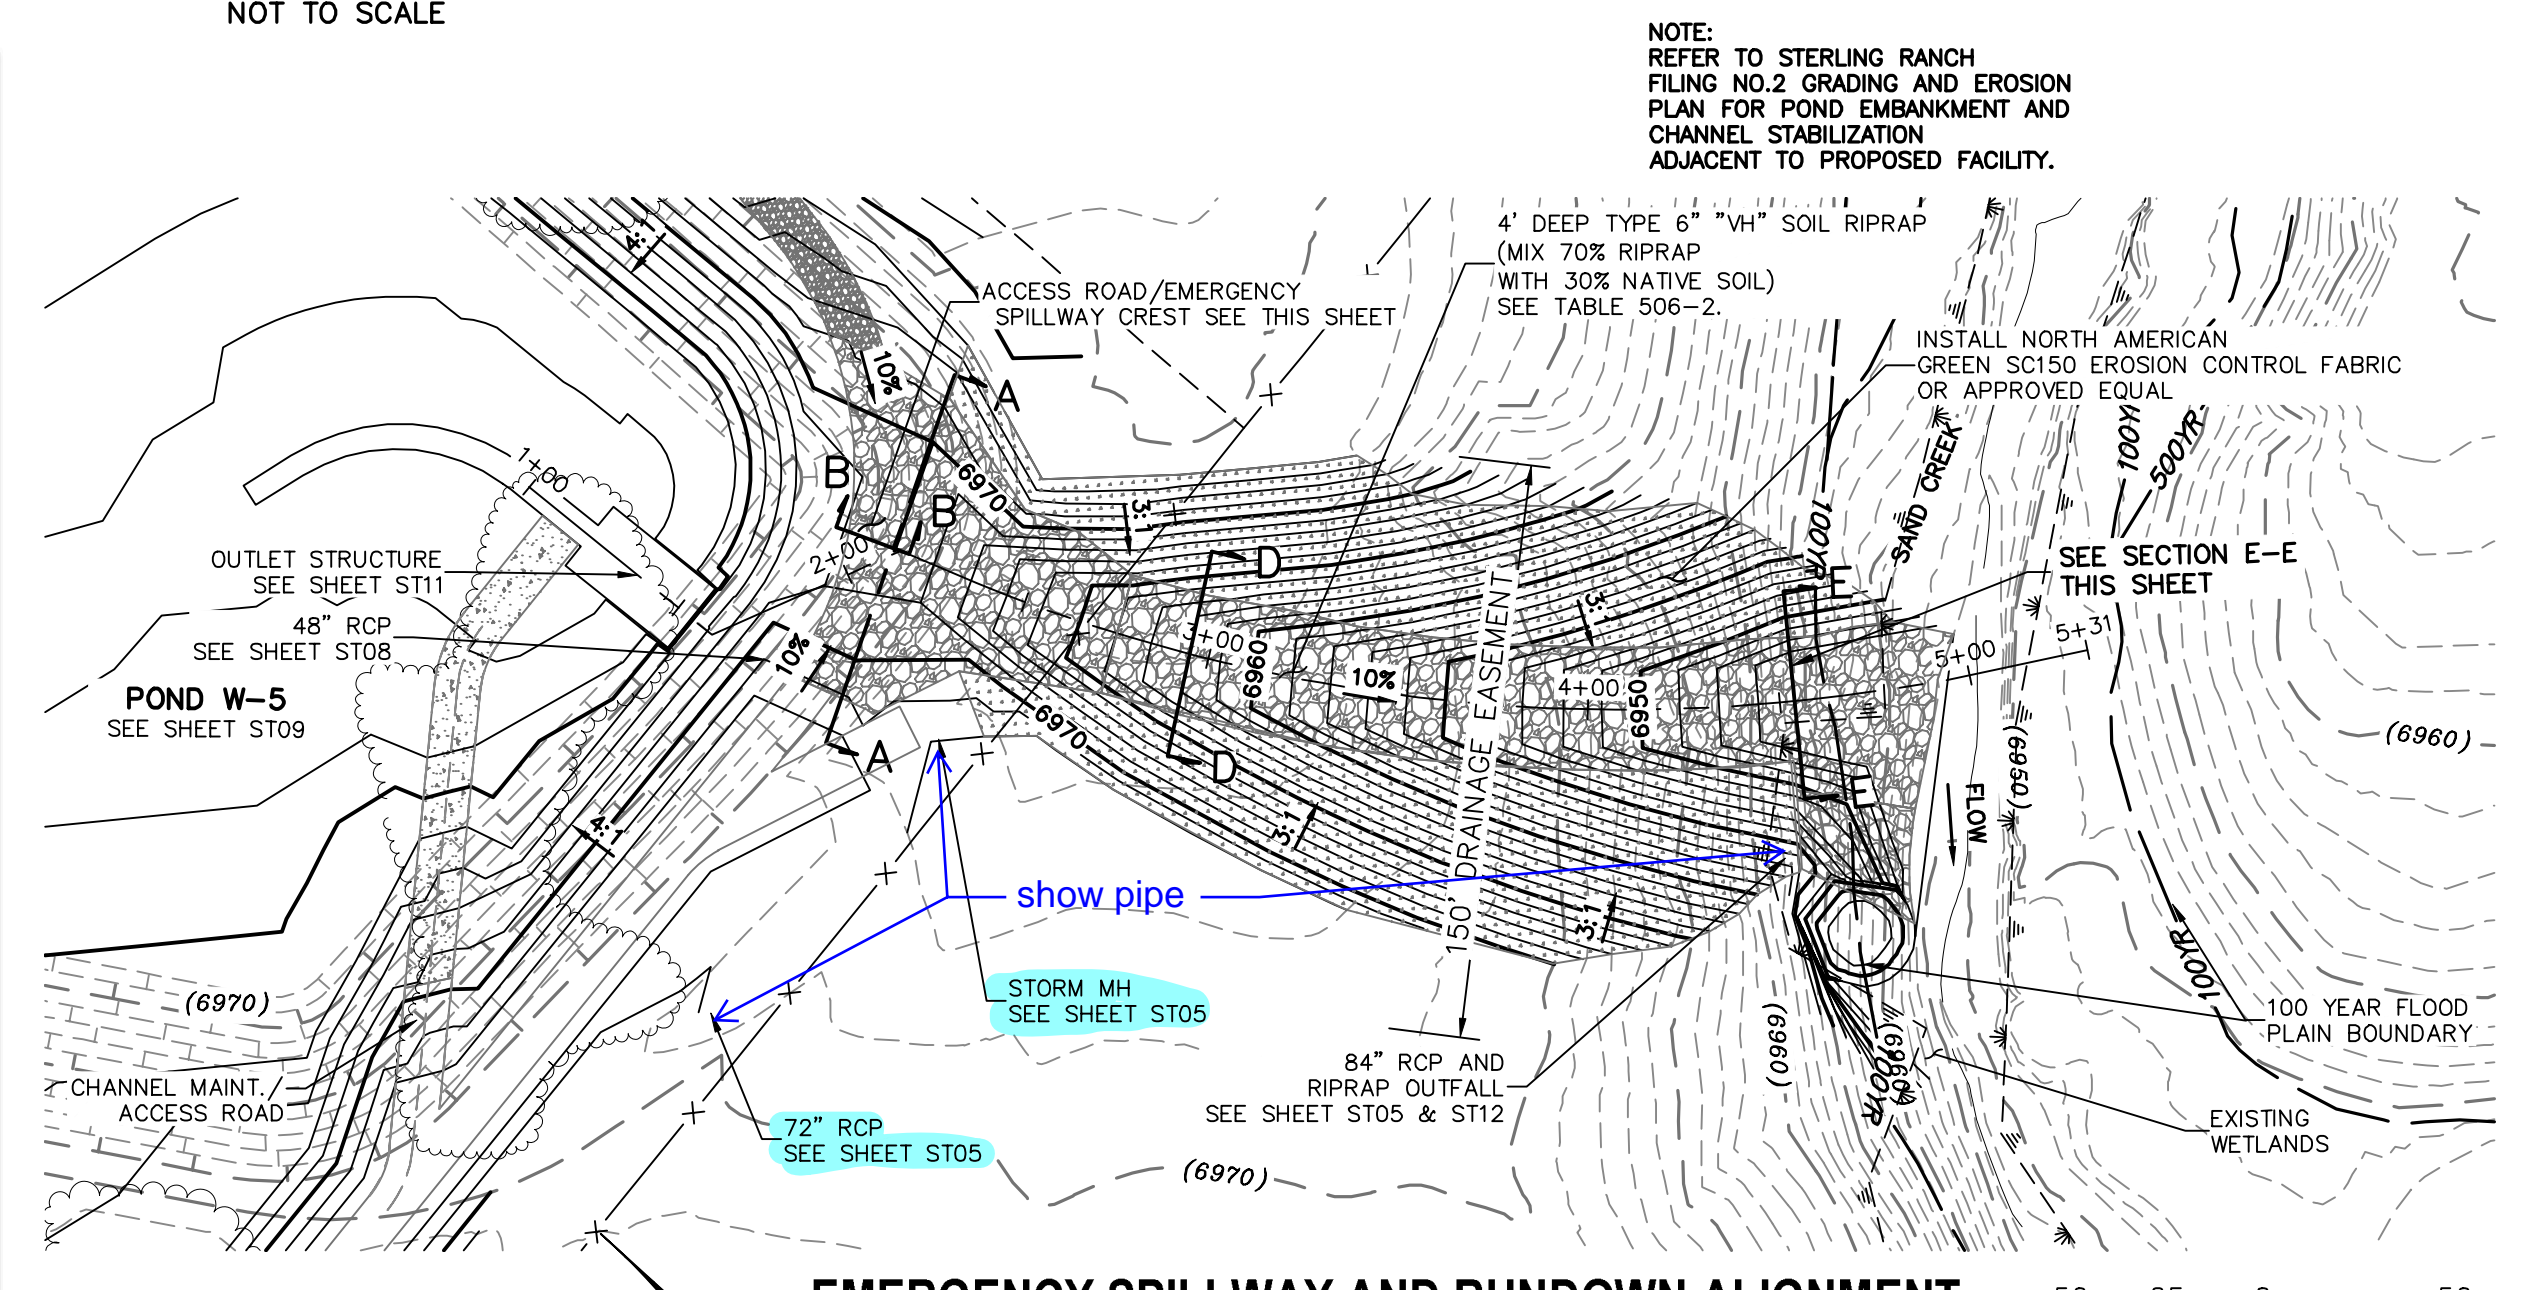 NOT TO SCALE
NOTE:
REFER TO STERLING RANCH
FILING NO.2 GRADING AND EROSION
PLAN FOR POND EMBANKMENT AND
CHANNEL STABILIZATION
ADJACENT TO PROPOSED FACILITY.
4' DEEP TYPE 6" "VH" SOIL RIPRAP
(MIX 70% RIPRAP
WITH 30% NATIVE SOIL)
SEE TABLE 506-2.
ACCESS ROAD/EMERGENCY
SPILLWAY CREST SEE THIS SHEET
INSTALL NORTH AMERICAN
GREEN SC150 EROSION CONTROL FABRIC
OR APPROVED EQUAL
10%
A
B
B
6970
3:1
1+00
2+00
D
100YR
E
SAND CREEK
100YR
500YR
SEE SECTION E-E
THIS SHEET
OUTLET STRUCTURE
SEE SHEET ST11
48" RCP
SEE SHEET ST08
POND W-5
SEE SHEET ST09
10%
3+00
6960
10%
3:1
4+00
6950
5+00
5+31
150' DRAINAGE EASEMENT
6970
A
D
E
FLOW
(6950)
(6960)
4:1
3:1
3:1
show pipe
STORM MH
SEE SHEET ST05
(6970)
CHANNEL MAINT.
ACCESS ROAD
72" RCP
SEE SHEET ST05
84" RCP AND
RIPRAP OUTFALL
SEE SHEET ST05 & ST12
(6960)
(6960)
100YR
100YR
100 YEAR FLOOD
PLAIN BOUNDARY
EXISTING
WETLANDS
(6970)
EMERGENCY SPILLWAY AND RUNDOWN ALIGNMENT